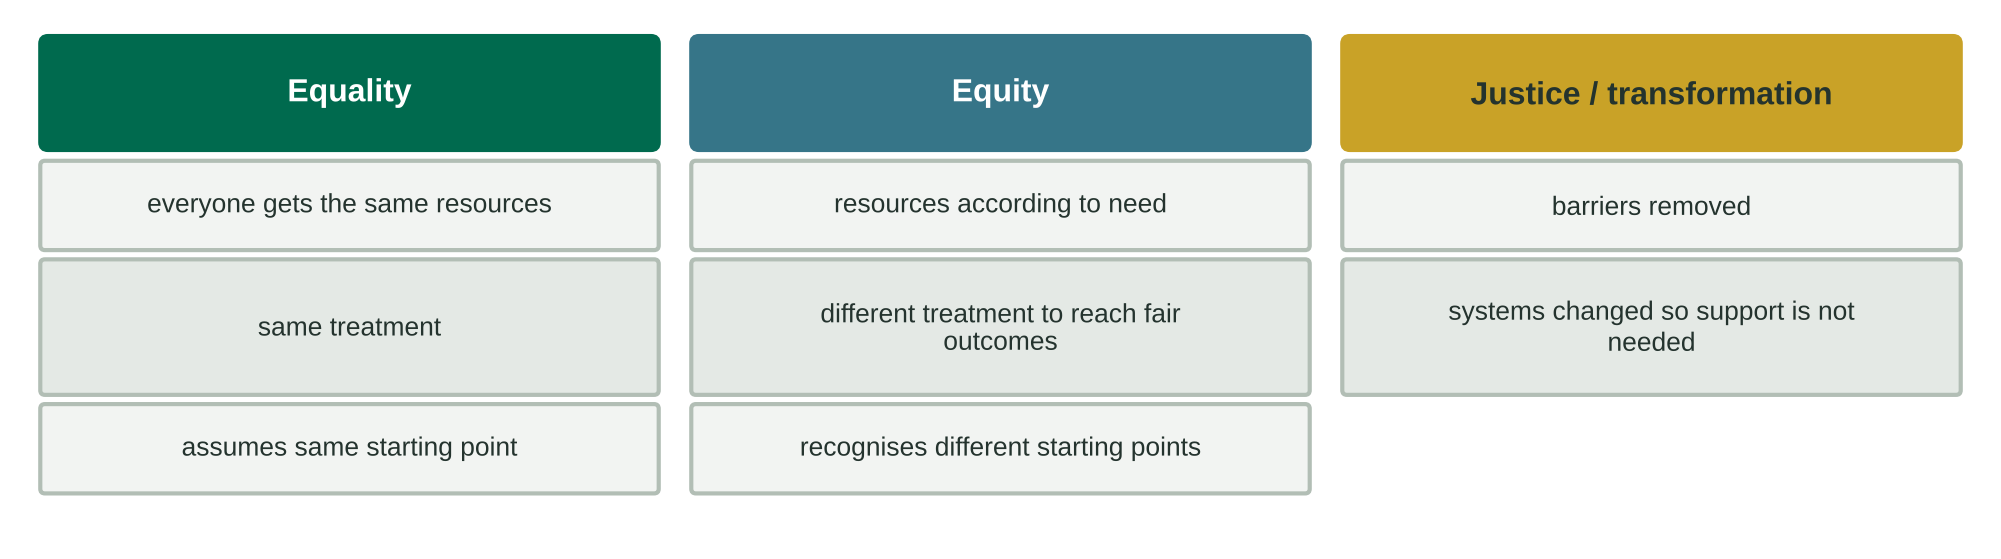 Equality
everyone gets the same resources
same treatment
assumes same starting point
Equity
resources according to need
different treatment to reach fair
outcomes
recognises different starting points
Justice / transformation
barriers removed
systems changed so support is not
needed